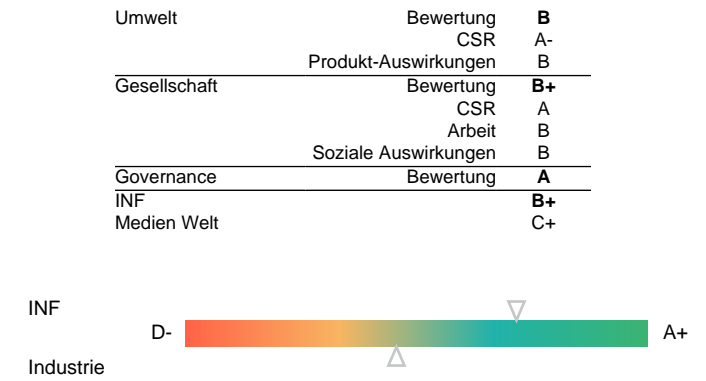 Umwelt Bewertung B
CSR A-
Produkt-Auswirkungen B
Gesellschaft Bewertung B+
CSR A
Arbeit B
Soziale Auswirkungen B
Governance Bewertung A
INF B+
Medien Welt C+
INF
D- A+
Industrie